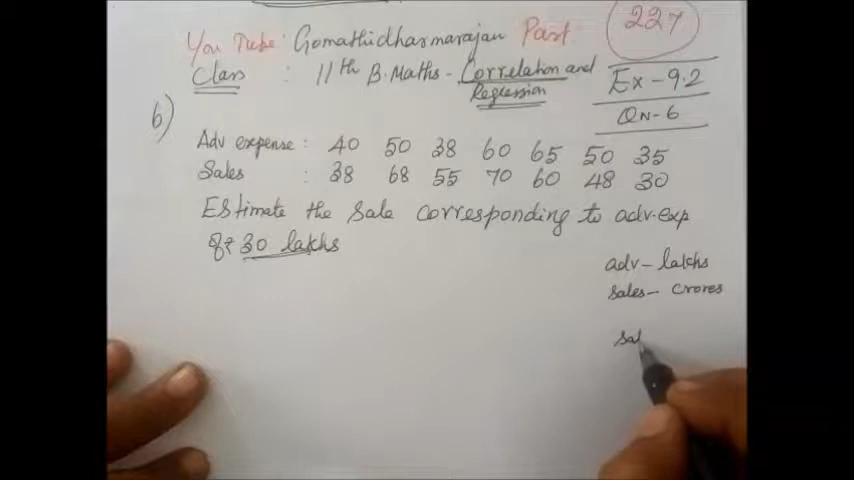 You Tube: Gomathidharmarajan Part 227
Class : 11th B.Maths - Correlation and Regression
Ex - 9.2
QN - 6
6)
Adv expense : 40 50 38 60 65 50 35
Sales : 38 68 55 70 60 48 30
Estimate the sale corresponding to adv.exp
of ₹ 30 lakhs
adv - lakhs
sales - crores
sal